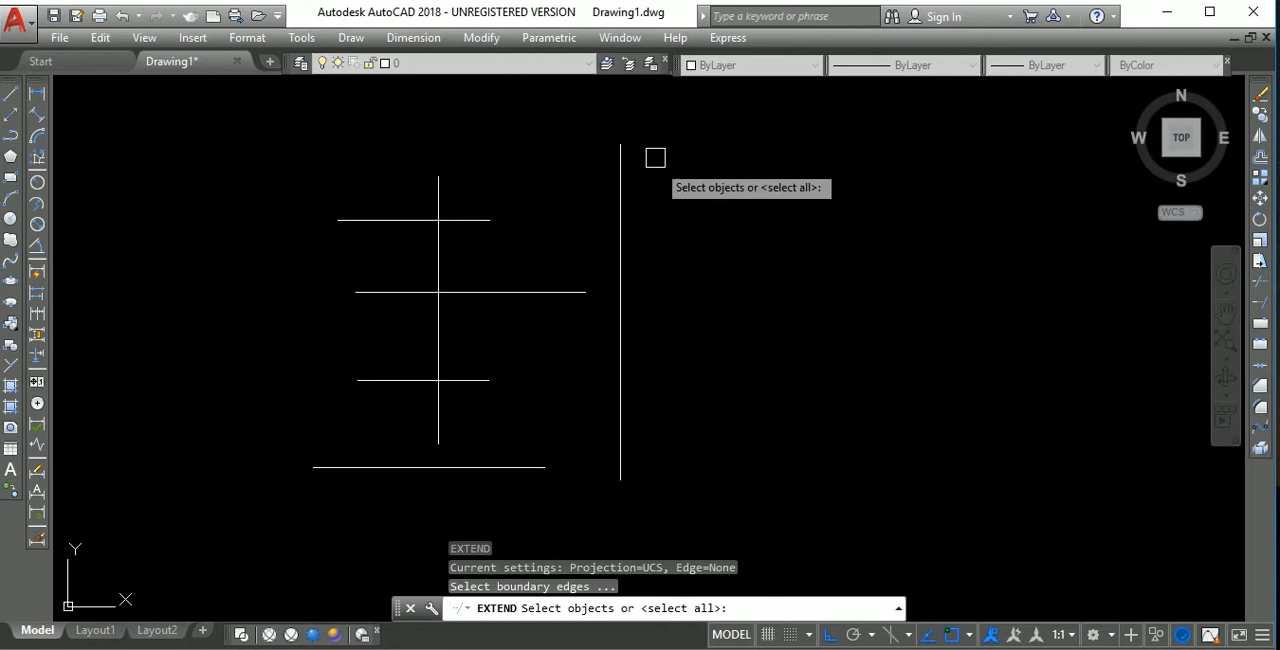 Autodesk AutoCAD 2018 - UNREGISTERED VERSION Drawing1.dwg
Type a keyword or phrase
Sign In
File Edit View Insert Format Tools Draw Dimension Modify Parametric Window Help Express
Start Drawing1* 0 ByLayer ByLayer ByLayer ByColor
N
W TOP E
S
WCS
Select objects or <select all>:
EXTEND
Current settings: Projection=UCS, Edge=None
Select boundary edges ...
EXTEND Select objects or <select all>:
Y
X
Model Layout1 Layout2 MODEL 1:1